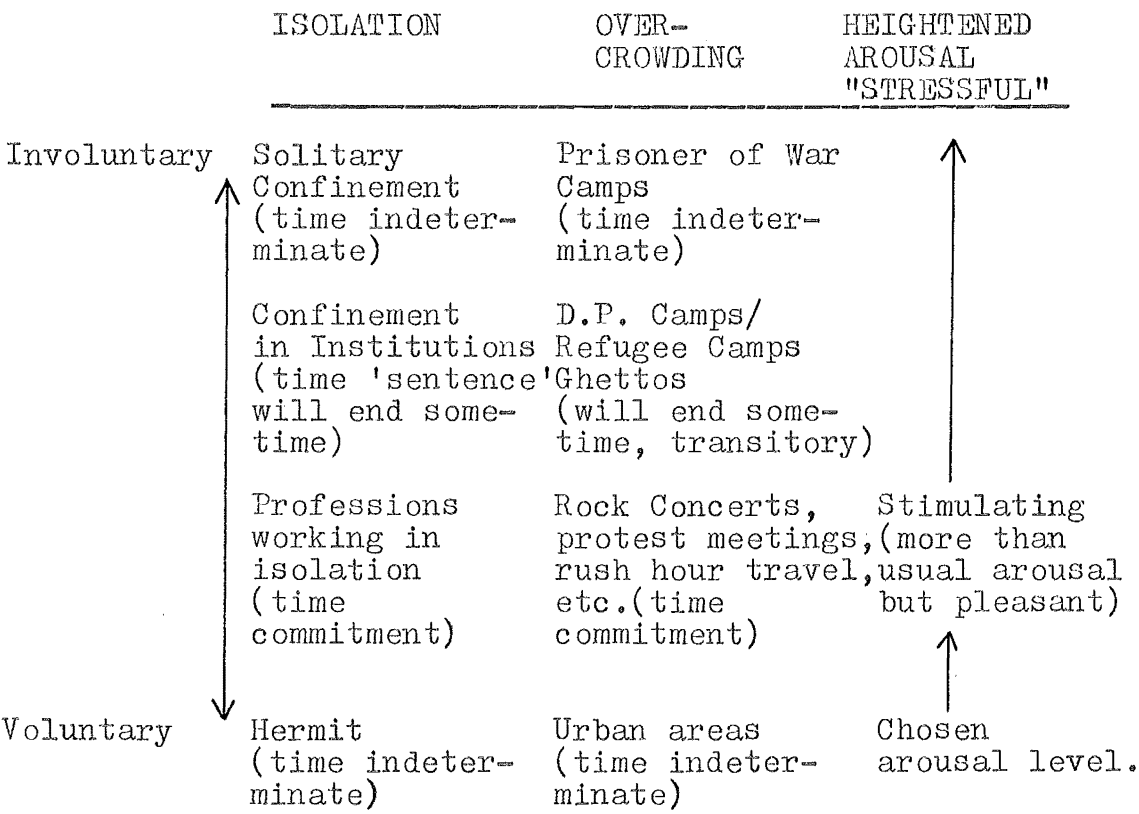 ISOLATION OVER- HEIGHTENED
CROWDING AROUSAL
"STRESSFUL"
Involuntary Solitary Prisoner of War
Confinement Camps
(time indeter- (time indeter-
minate) minate)
Confinement D.P. Camps/
in Institutions Refugee Camps
(time 'sentence' Ghettos
will end some- (will end some-
time) time, transitory)
Professions Rock Concerts, Stimulating
working in protest meetings, (more than
isolation rush hour travel, usual arousal
(time etc.(time but pleasant)
commitment) commitment)
Voluntary Hermit Urban areas Chosen
(time indeter- (time indeter- arousal level.
minate) minate)